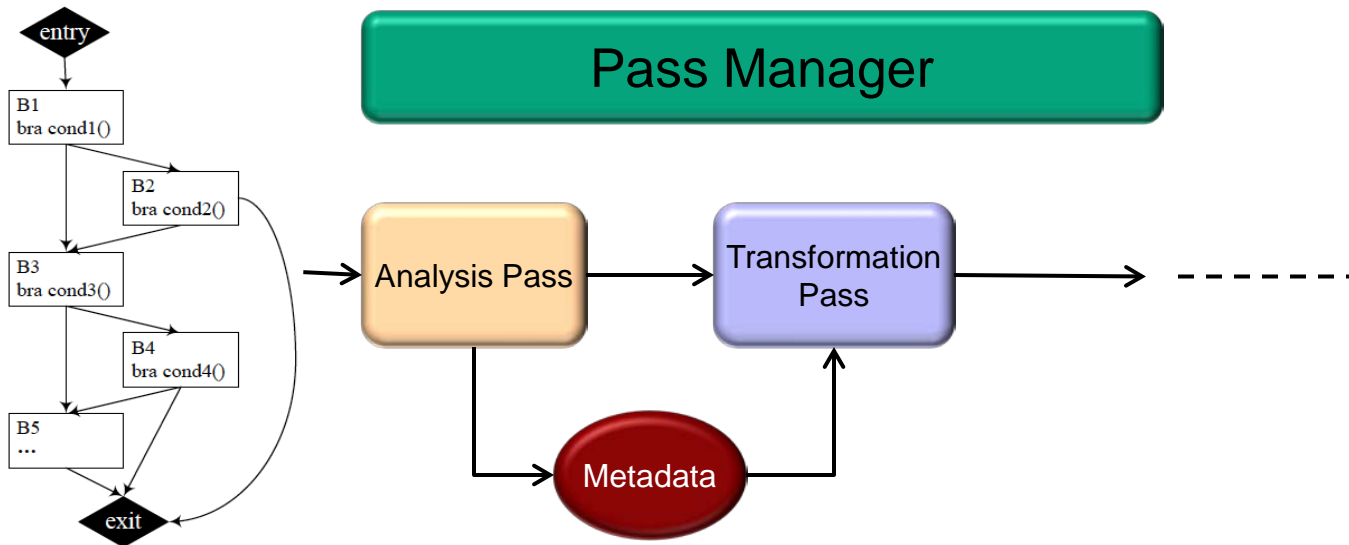 entry
B1
bra cond1()
B2
bra cond2()
B3
bra cond3()
B4
bra cond4()
B5
...
exit
Pass Manager
Analysis Pass
Transformation
Pass
Metadata